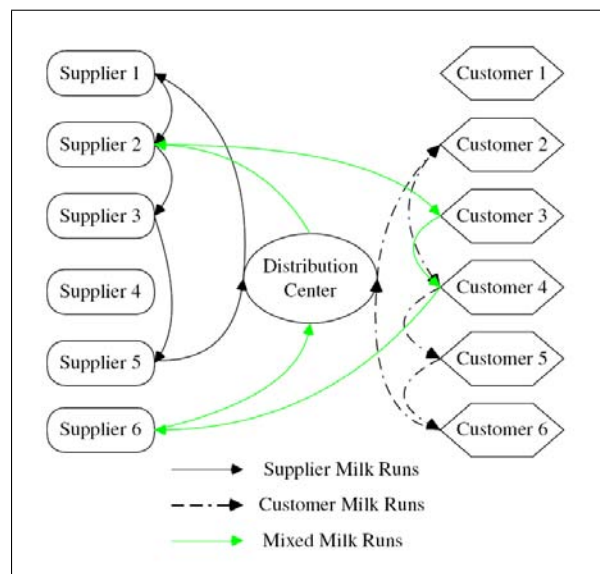 Supplier 1
Supplier 2
Supplier 3
Supplier 4
Supplier 5
Supplier 6
Distribution
Center
Customer 1
Customer 2
Customer 3
Customer 4
Customer 5
Customer 6
Supplier Milk Runs
Customer Milk Runs
Mixed Milk Runs